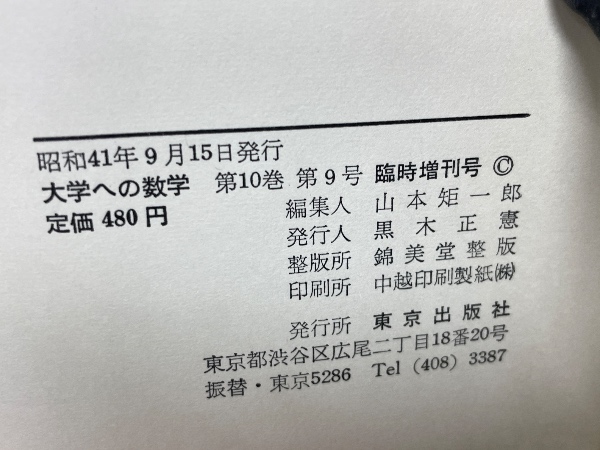 昭和41年9月15日発行
大学への数学 第10巻 第9号 臨時増刊号 ©
定価 480円
編集人 山本矩一郎
発行人 黒木正憲
整版所 錦美堂整版
印刷所 中越印刷製紙㈱
発行所 東京出版社
東京都渋谷区広尾二丁目18番20号
振替・東京5286 Tel (408) 3387